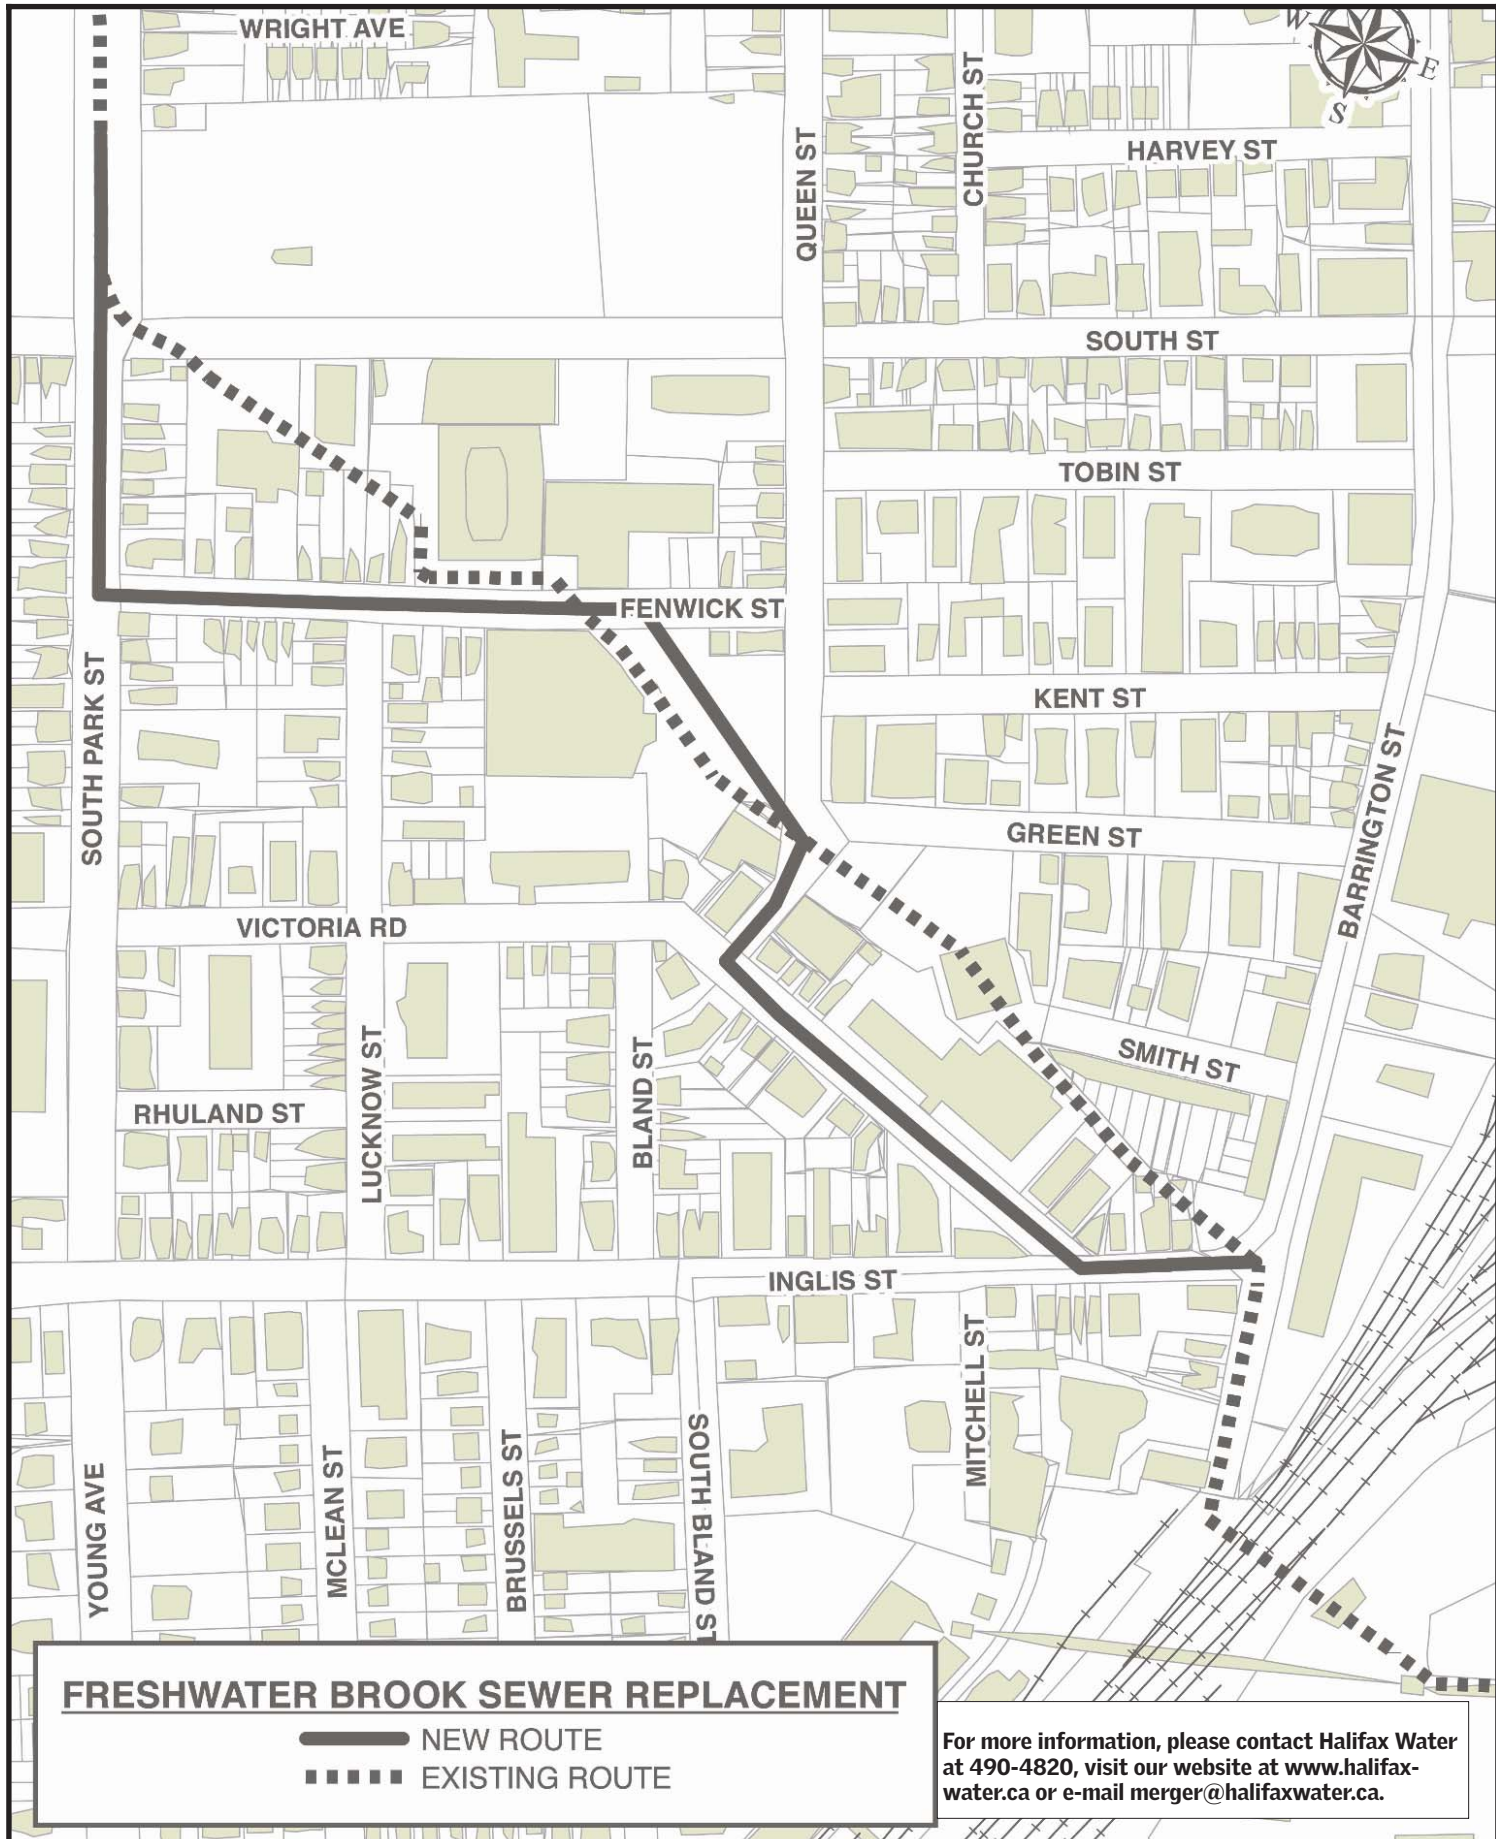 WRIGHT AVE
W
E
S
CHURCH ST
QUEEN ST
HARVEY ST
SOUTH ST
TOBIN ST
FENWICK ST
SOUTH PARK ST
KENT ST
BARRINGTON ST
GREEN ST
VICTORIA RD
LUCKNOW ST
BLAND ST
SMITH ST
RHULAND ST
INGLIS ST
MITCHELL ST
YOUNG AVE
MCLEAN ST
BRUSSELS ST
SOUTH BLAND ST
FRESHWATER BROOK SEWER REPLACEMENT
NEW ROUTE
EXISTING ROUTE
For more information, please contact Halifax Water
at 490-4820, visit our website at www.halifax-
water.ca or e-mail merger@halifaxwater.ca.